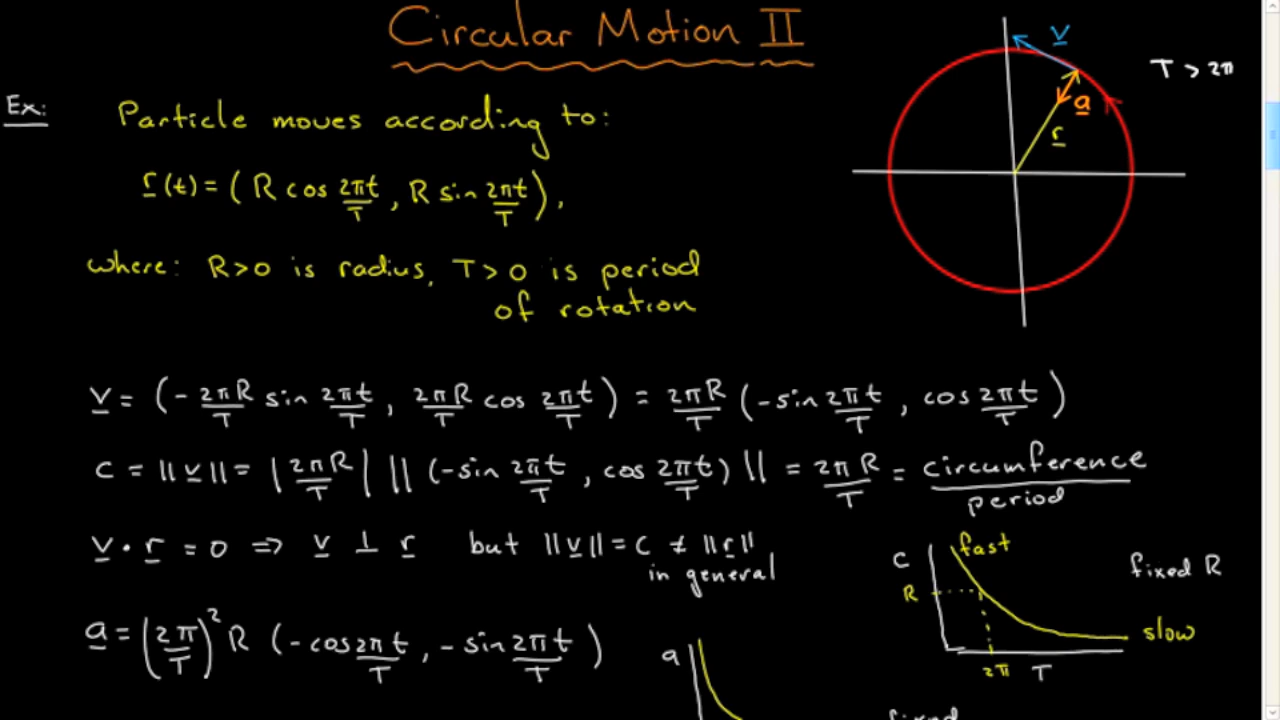 Circular Motion II
Ex:
Particle moves according to:
r(t) = (R cos 2πt/T, R sin 2πt/T),
where: R>0 is radius, T>0 is period
of rotation
v
a
r
T > 2π
v = (-2πR/T sin 2πt/T, 2πR/T cos 2πt/T) = 2πR/T (-sin 2πt/T, cos 2πt/T)
c = ||v|| = |2πR/T| ||(-sin 2πt/T, cos 2πt/T)|| = 2πR/T = circumference/period
v · r = 0 ⇒ v ⊥ r but ||v|| = c ≠ ||r||
in general
c
fast
fixed R
R
slow
2π T
a = (2π/T)² R (-cos 2πt/T, -sin 2πt/T)
a
fixed